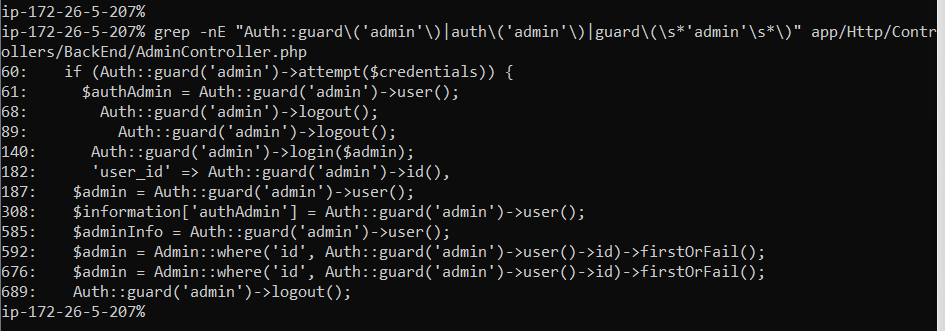 ip-172-26-5-207%
ip-172-26-5-207% grep -nE "Auth::guard\('admin'\)|auth\('admin'\)|guard\(\s*'admin'\s*\)" app/Http/Contr
ollers/BackEnd/AdminController.php
60:    if (Auth::guard('admin')->attempt($credentials)) {
61:      $authAdmin = Auth::guard('admin')->user();
68:        Auth::guard('admin')->logout();
89:          Auth::guard('admin')->logout();
140:      Auth::guard('admin')->login($admin);
182:      'user_id' => Auth::guard('admin')->id(),
187:    $admin = Auth::guard('admin')->user();
308:    $information['authAdmin'] = Auth::guard('admin')->user();
585:    $adminInfo = Auth::guard('admin')->user();
592:    $admin = Admin::where('id', Auth::guard('admin')->user()->id)->firstOrFail();
676:    $admin = Admin::where('id', Auth::guard('admin')->user()->id)->firstOrFail();
689:    Auth::guard('admin')->logout();
ip-172-26-5-207%